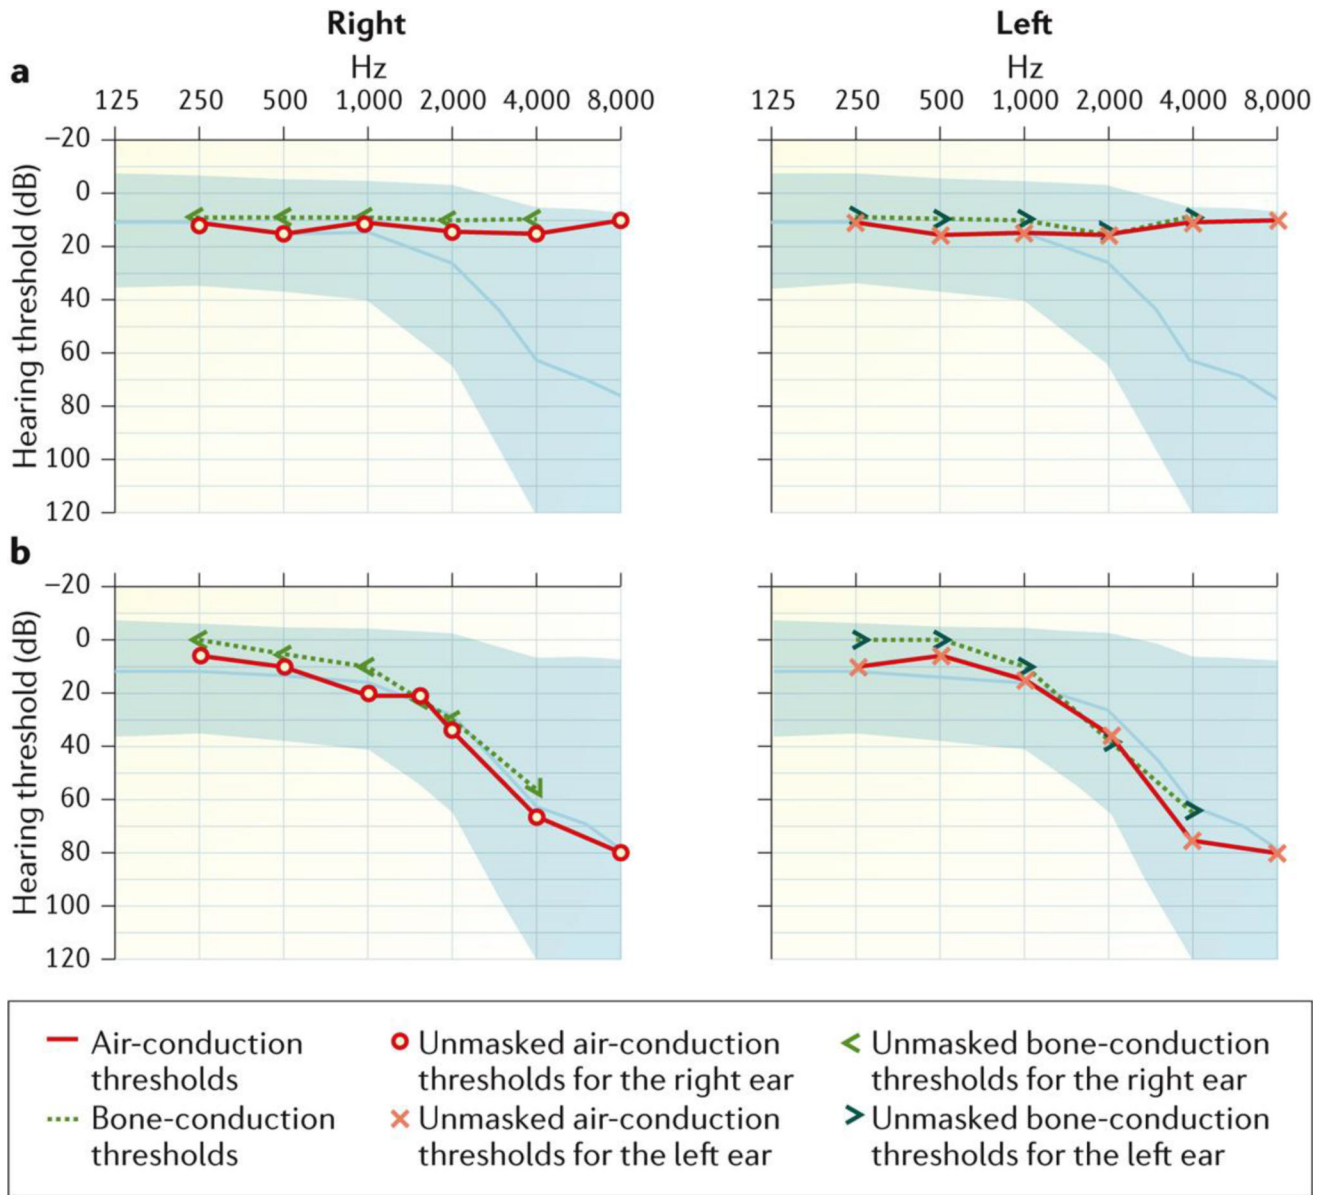 Right Left
a Hz Hz
125 250 500 1,000 2,000 4,000 8,000 125 250 500 1,000 2,000 4,000 8,000
Hearing threshold (dB)
–20
0
20
40
60
80
100
120
b
Hearing threshold (dB)
–20
0
20
40
60
80
100
120
Air-conduction
thresholds
Bone-conduction
thresholds
Unmasked air-conduction
thresholds for the right ear
Unmasked air-conduction
thresholds for the left ear
Unmasked bone-conduction
thresholds for the right ear
Unmasked bone-conduction
thresholds for the left ear